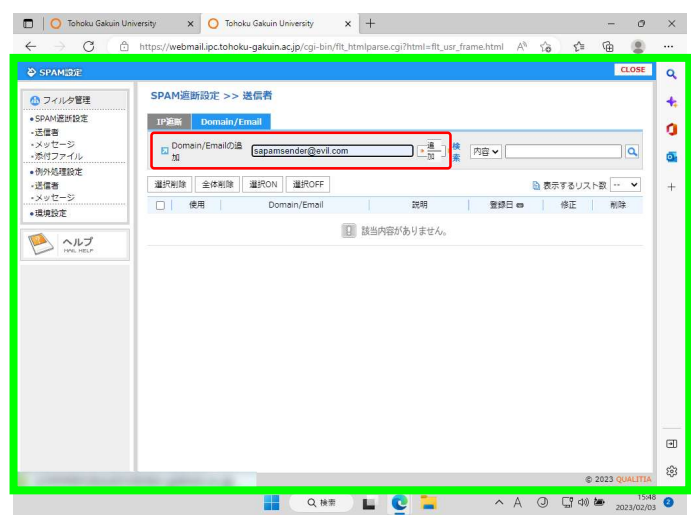 Tohoku Gakuin University
Tohoku Gakuin University
https://webmail.ipc.tohoku-gakuin.ac.jp/cgi-bin/flt_htmlparse.cgi?html=flt_usr_frame.html
SPAM設定
CLOSE
フィルタ管理
•SPAM遮断設定
-送信者
-メッセージ
-添付ファイル
•例外処理設定
-送信者
-メッセージ
•環境設定
ヘルプ
MAIL HELP
SPAM遮断設定 >> 送信者
IP遮断 Domain/Email
Domain/Emailの追加
sapamsender@evil.com
追加
検索
内容
選択削除 全体削除 選択ON 選択OFF
表示するリスト数 --
使用 Domain/Email 説明 登録日 修正 削除
該当内容がありません。
© 2023 QUALITIA
検索
A
15:48
2023/02/03
2